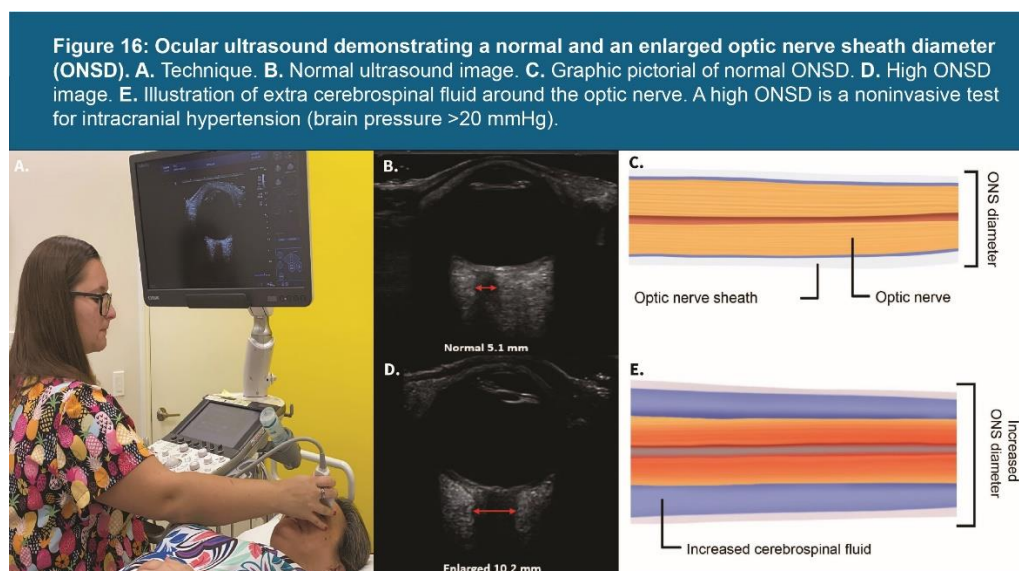 Figure 16: Ocular ultrasound demonstrating a normal and an enlarged optic nerve sheath diameter
(ONSD). A. Technique. B. Normal ultrasound image. C. Graphic pictorial of normal ONSD. D. High ONSD
image. E. Illustration of extra cerebrospinal fluid around the optic nerve. A high ONSD is a noninvasive test
for intracranial hypertension (brain pressure >20 mmHg).
A.
B.
Normal 5.1 mm
C.
ONS
diameter
Optic nerve sheath
Optic nerve
D.
Enlarged 10.2 mm
E.
Increased
ONS diameter
Increased cerebrospinal fluid